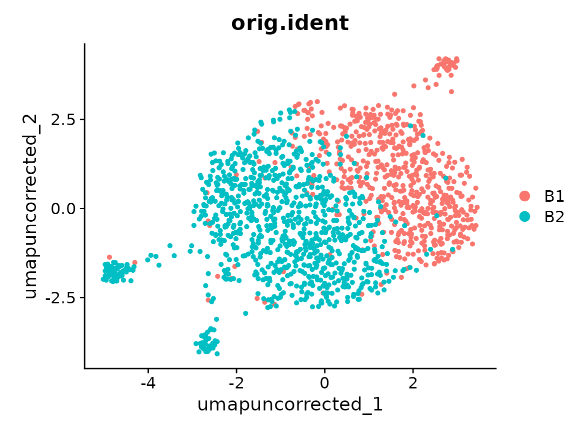 orig.ident
umapuncorrected_2
2.5
0.0
-2.5
-4
-2
0
2
umapuncorrected_1
B1
B2